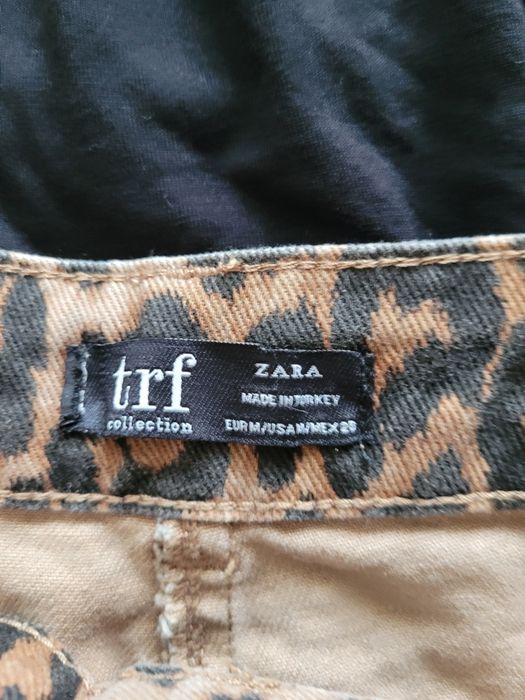 trf
collection
ZARA
MADE IN TURKEY
EUR M/USA M/MEX 28